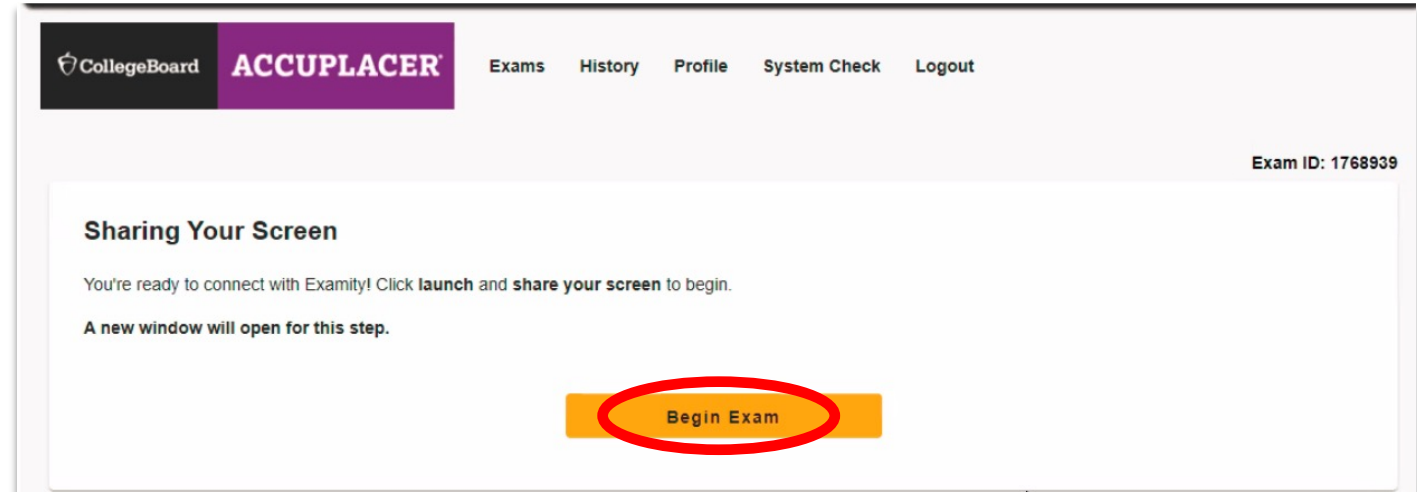 CollegeBoard ACCUPLACER® Exams History Profile System Check Logout
Exam ID: 1768939
Sharing Your Screen
You're ready to connect with Examity! Click launch and share your screen to begin.
A new window will open for this step.
Begin Exam